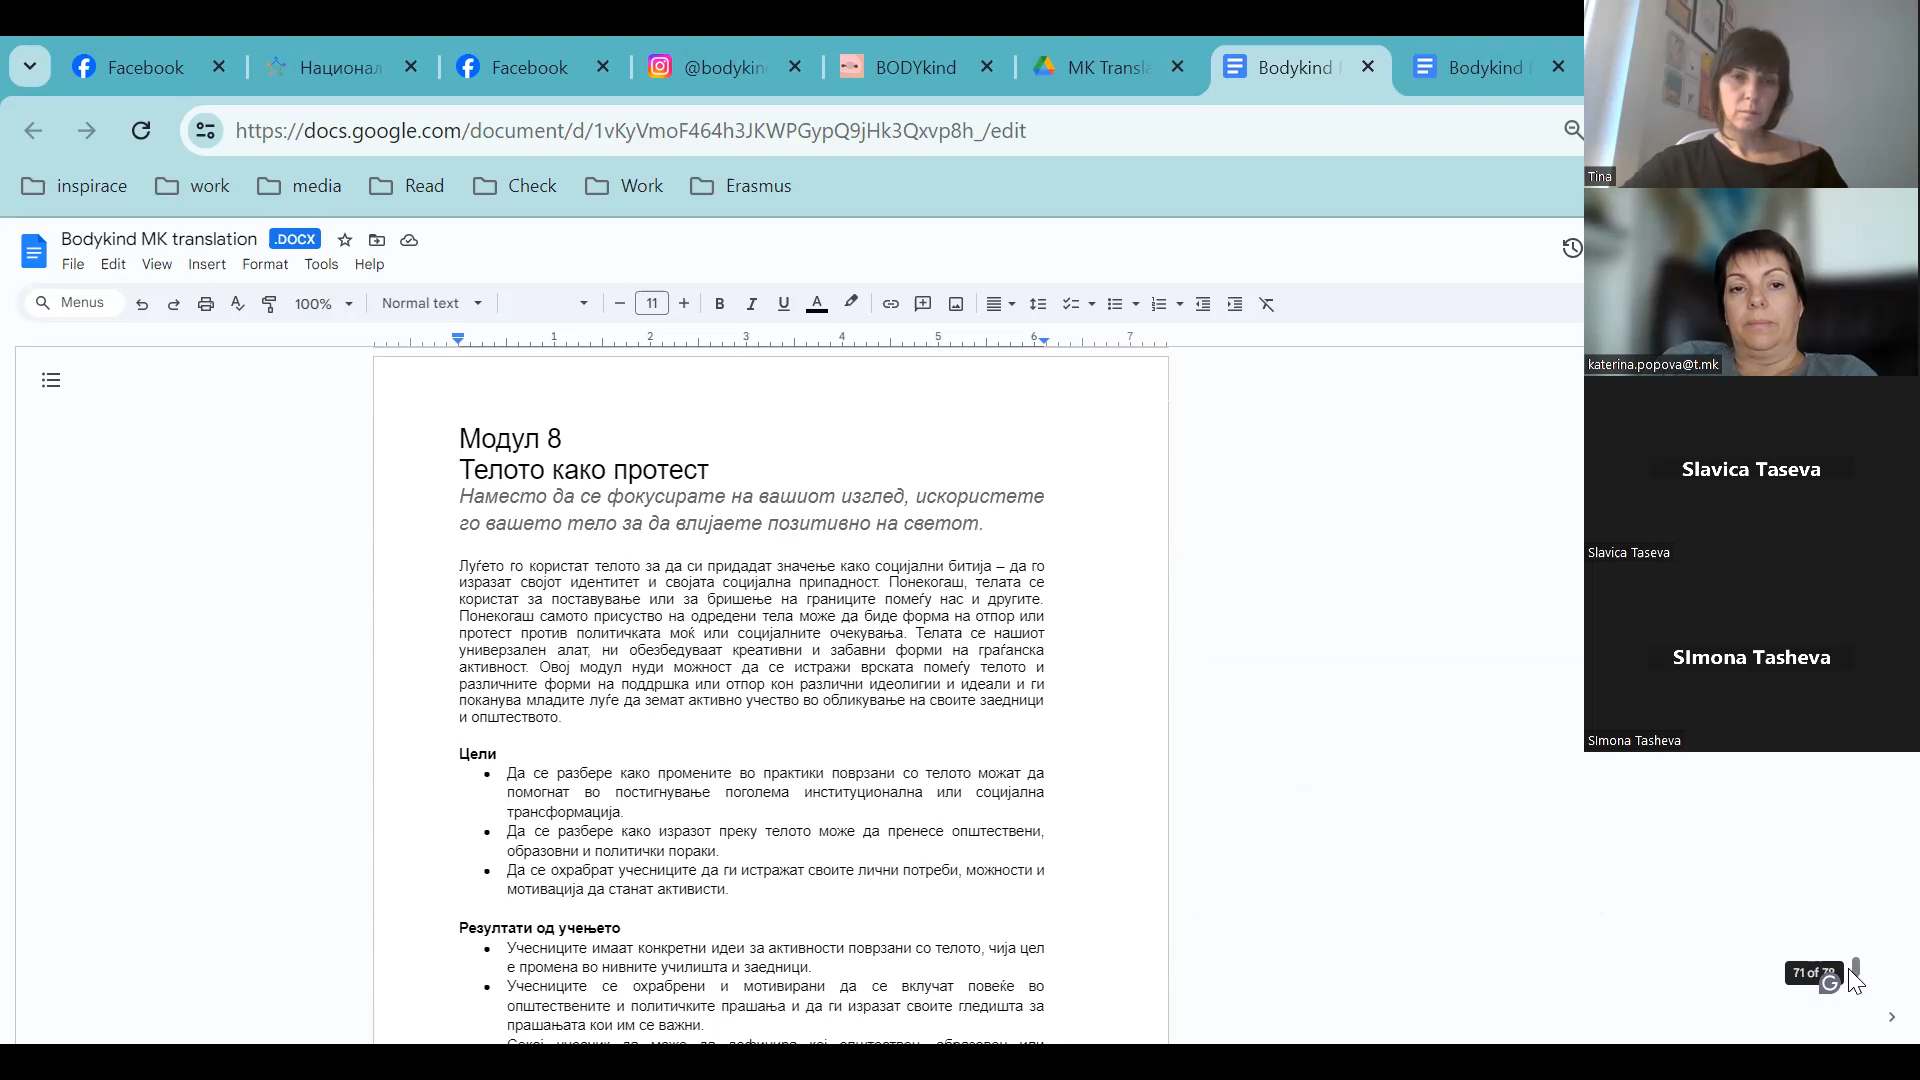 Facebook
Национал
Facebook
@bodykin
BODYkind
MK Transla
Bodykind
Bodykind
https://docs.google.com/document/d/1vKyVmoF464h3JKWPGypQ9jHk3Qxvp8h_/edit
inspirace
work
media
Read
Check
Work
Erasmus
Bodykind MK translation .DOCX
File Edit View Insert Format Tools Help
Menus 100% Normal text 11
1 2 3 4 5 6 7
Модул 8
Телото како протест
Наместо да се фокусирате на вашиот изглед, искористете
го вашето тело за да влијаете позитивно на светот.
Луѓето го користат телото за да си придадат значење како социјални битија – да го
изразат својот идентитет и својата социјална припадност. Понекогаш, телата се
користат за поставување или за бришење на границите помеѓу нас и другите.
Понекогаш самото присуство на одредени тела може да биде форма на отпор или
протест против политичката моќ или социјалните очекувања. Телата се нашиот
универзален алат, ни обезбедуваат креативни и забавни форми на граѓанска
активност. Овој модул нуди можност да се истражи врската помеѓу телото и
различните форми на поддршка или отпор кон различни идеолигии и идеали и ги
поканува младите луѓе да земат активно учество во обликување на своите заедници
и општеството.
Цели
Да се разбере како промените во практики поврзани со телото можат да
помогнат во постигнување поголема институционална или социјална
трансформација.
Да се разбере како изразот преку телото може да пренесе општествени,
образовни и политички пораки.
Да се охрабрат учесниците да ги истражат своите лични потреби, можности и
мотивација да станат активисти.
Резултати од учењето
Учесниците имаат конкретни идеи за активности поврзани со телото, чија цел
е промена во нивните училишта и заедници.
Учесниците се охрабрени и мотивирани да се вклучат повеќе во
општествените и политичките прашања и да ги изразат своите гледишта за
прашањата кои им се важни.
71 of 78
Tina
katerina.popova@t.mk
Slavica Taseva
Slavica Taseva
SImona Tasheva
SImona Tasheva